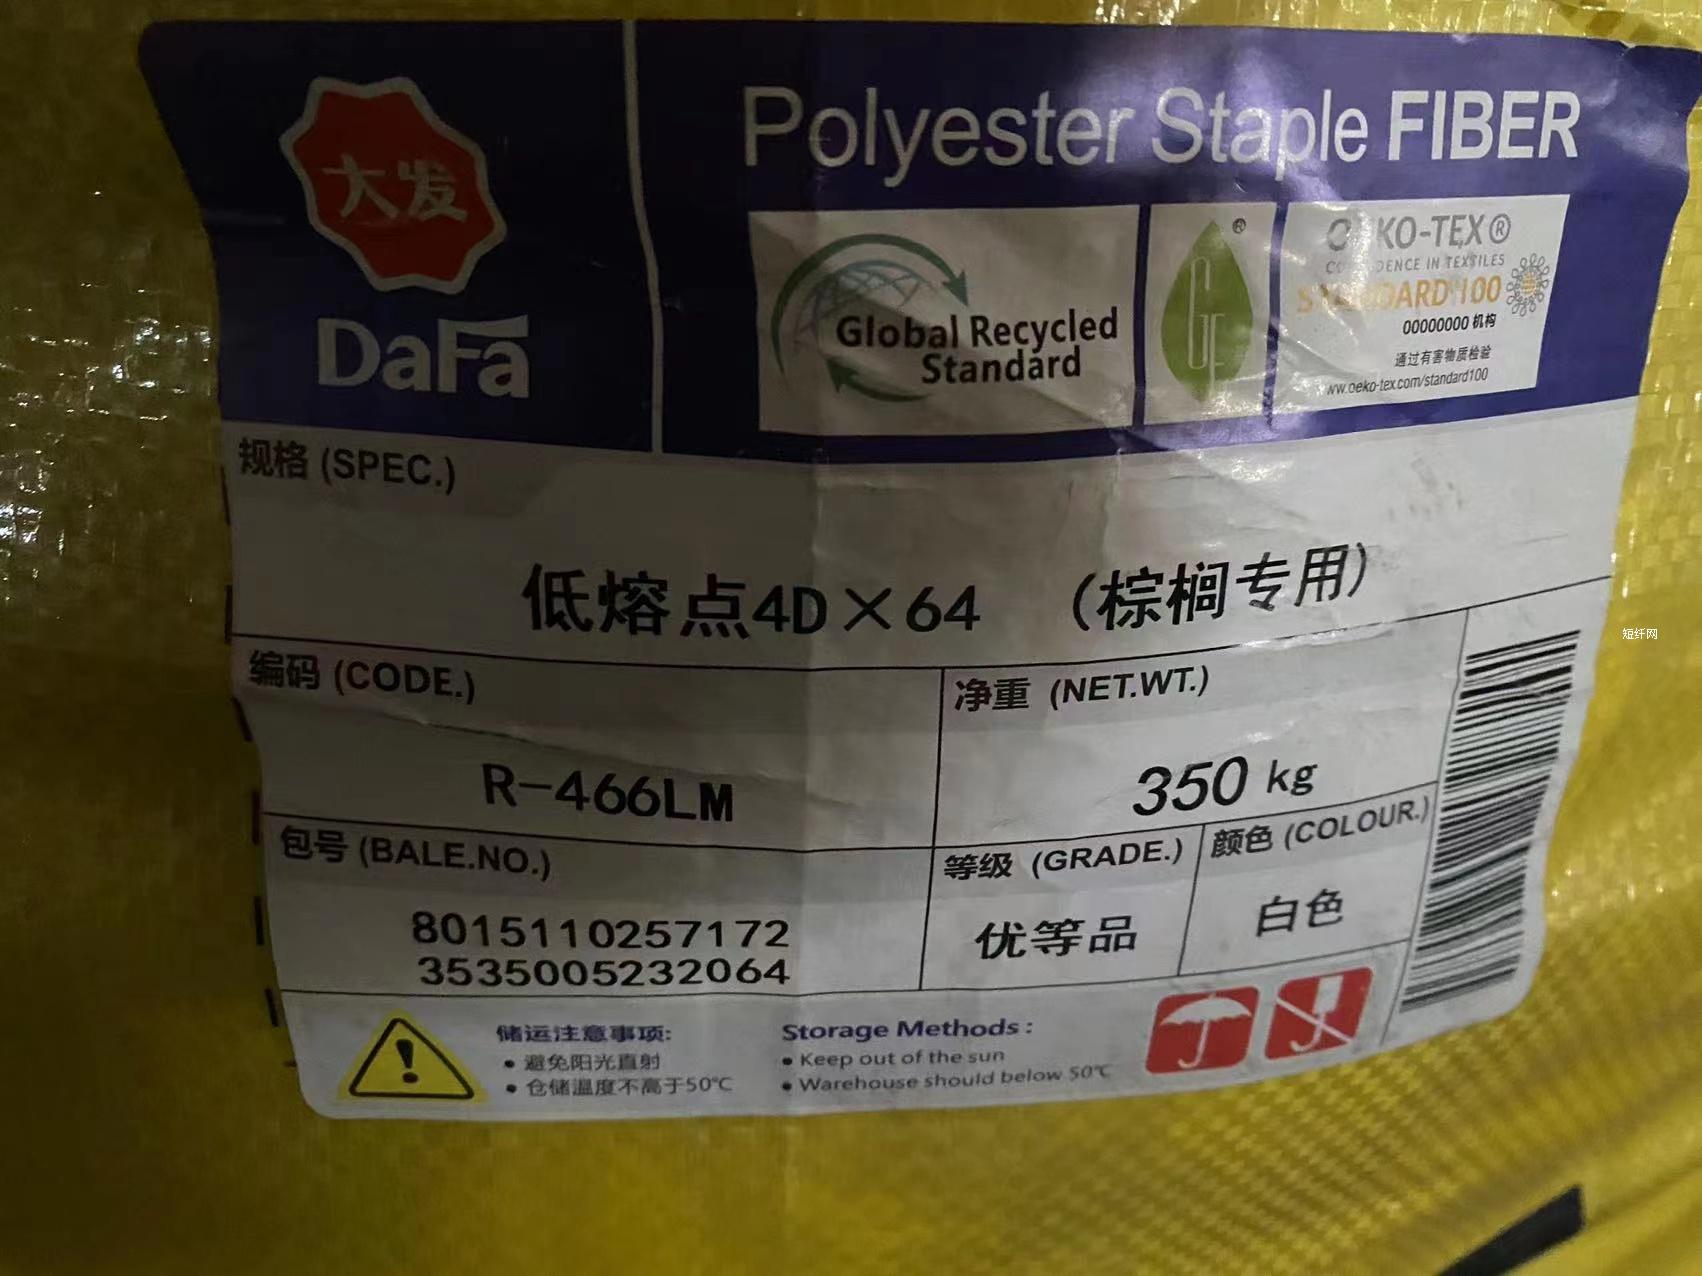 大发
DaFa
Polyester Staple FIBER
Global Recycled
Standard
®
GF
OEKO-TEX®
CONFIDENCE IN TEXTILES
STANDARD 100
00000000 机构
通过有害物质检验
www.oeko-tex.com/standard100
规格 (SPEC.)
低熔点4D×64 (棕榈专用)
编码 (CODE.)
R-466LM
净重 (NET.WT.)
350 kg
包号 (BALE.NO.)
8015110257172
3535005232064
等级 (GRADE.)
优等品
颜色 (COLOUR.)
白色
储运注意事项:
• 避免阳光直射
• 仓储温度不高于50℃
Storage Methods :
• Keep out of the sun
• Warehouse should below 50℃
短纤网